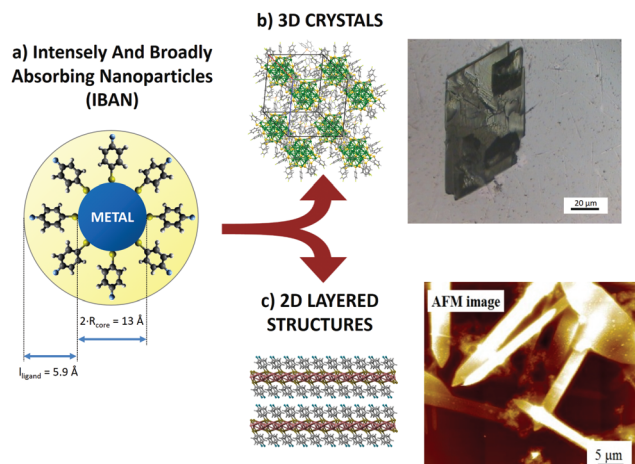 a) Intensely And Broadly
Absorbing Nanoparticles
(IBAN)
METAL
2·Rcore = 13 Å
lligand = 5.9 Å
b) 3D CRYSTALS
20 µm
c) 2D LAYERED
STRUCTURES
AFM image
5 µm